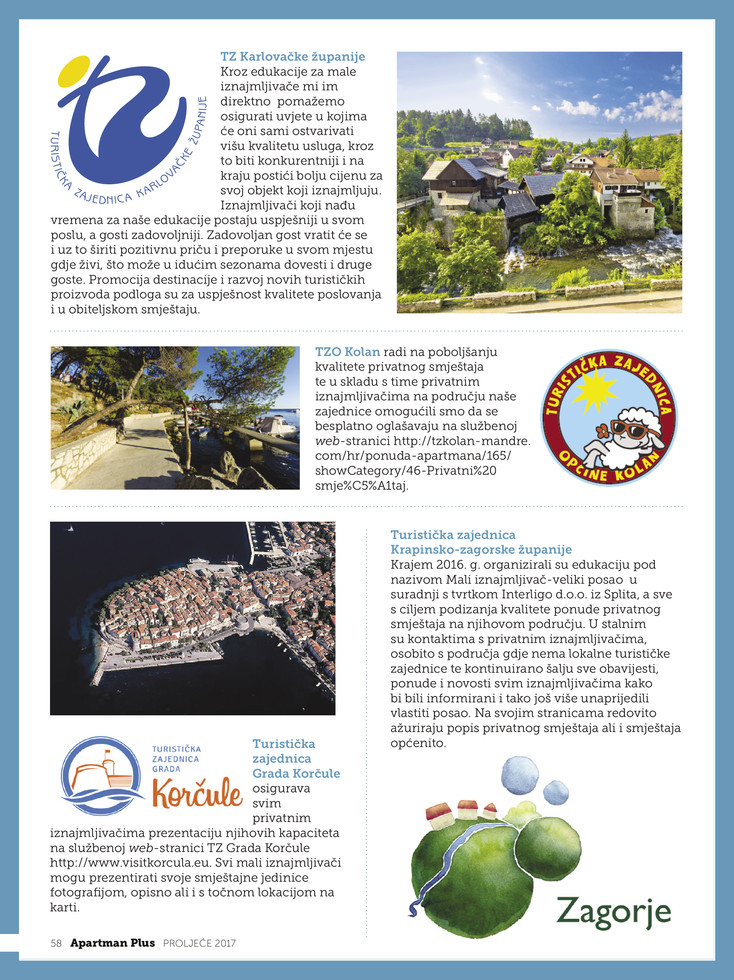 TURISTIČKA ZAJEDNICA KARLOVAČKE ŽUPANIJE
TZ Karlovačke županije
Kroz edukacije za male
iznajmljivače mi im
direktno pomažemo
osigurati uvjete u kojima
će oni sami ostvarivati
višu kvalitetu usluga, kroz
to biti konkurentniji i na
kraju postići bolju cijenu za
svoj objekt koji iznajmljuju.
Iznajmljivači koji nađu
vremena za naše edukacije postaju uspješniji u svom
poslu, a gosti zadovoljniji. Zadovoljan gost vratit će se
i uz to širiti pozitivnu priču i preporuke u svom mjestu
gdje živi, što može u idućim sezonama dovesti i druge
goste. Promocija destinacije i razvoj novih turističkih
proizvoda podloga su za uspješnost kvalitete poslovanja
i u obiteljskom smještaju.
TZO Kolan radi na poboljšanju
kvalitete privatnog smještaja
te u skladu s time privatnim
iznajmljivačima na području naše
zajednice omogućili smo da se
besplatno oglašavaju na službenoj
web-stranici http://tzkolan-mandre.
com/hr/ponuda-apartmana/165/
showCategory/46-Privatni%20
smje%C5%A1taj.
TURISTIČKA ZAJEDNICA
OPĆINE KOLAN
TURISTIČKA
ZAJEDNICA
GRADA
Korčule
Turistička
zajednica
Grada Korčule
osigurava
svim
privatnim
iznajmljivačima prezentaciju njihovih kapaciteta
na službenoj web-stranici TZ Grada Korčule
http://www.visitkorcula.eu. Svi mali iznajmljivači
mogu prezentirati svoje smještajne jedinice
fotografijom, opisno ali i s točnom lokacijom na
karti.
Turistička zajednica
Krapinsko-zagorske županije
Krajem 2016. g. organizirali su edukaciju pod
nazivom Mali iznajmljivač-veliki posao u
suradnji s tvrtkom Interligo d.o.o. iz Splita, a sve
s ciljem podizanja kvalitete ponude privatnog
smještaja na njihovom području. U stalnim
su kontaktima s privatnim iznajmljivačima,
osobito s područja gdje nema lokalne turističke
zajednice te kontinuirano šalju sve obavijesti,
ponude i novosti svim iznajmljivačima kako
bi bili informirani i tako još više unaprijedili
vlastiti posao. Na svojim stranicama redovito
ažuriraju popis privatnog smještaja ali i smještaja
općenito.
Zagorje
58 Apartman Plus PROLJEĆE 2017